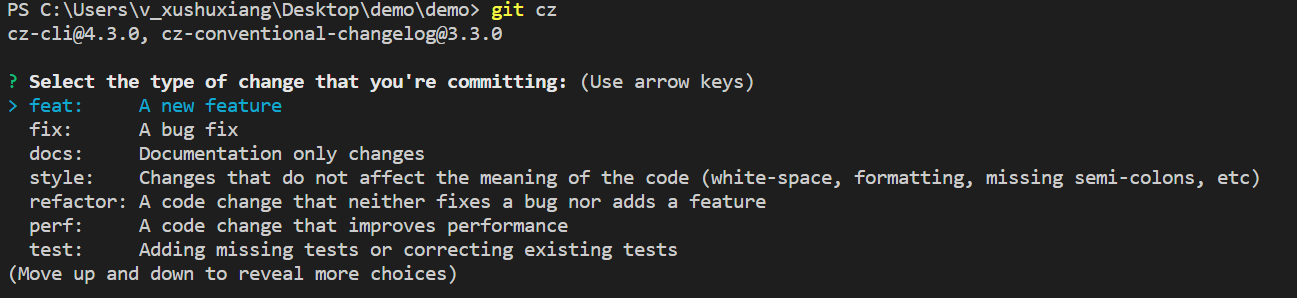 PS C:\Users\v_xushuxiang\Desktop\demo\demo> git cz
cz-cli@4.3.0, cz-conventional-changelog@3.3.0
? Select the type of change that you're committing: (Use arrow keys)
> feat:     A new feature
  fix:      A bug fix
  docs:     Documentation only changes
  style:    Changes that do not affect the meaning of the code (white-space, formatting, missing semi-colons, etc)
  refactor: A code change that neither fixes a bug nor adds a feature
  perf:     A code change that improves performance
  test:     Adding missing tests or correcting existing tests
(Move up and down to reveal more choices)